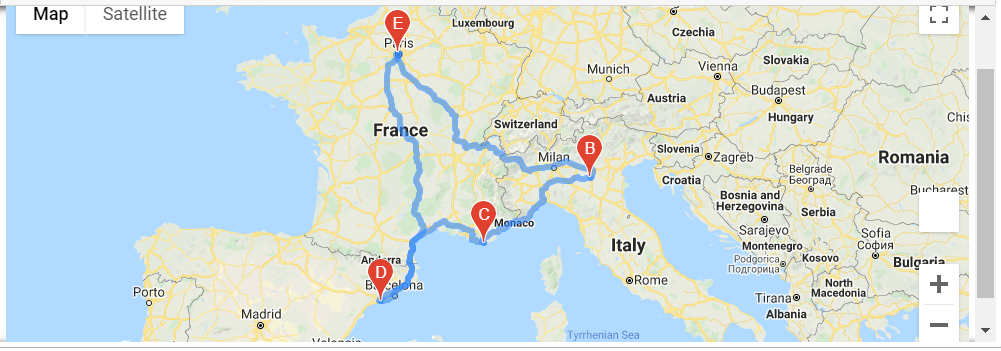 Map
Satellite
E
Paris
Luxembourg
Czechia
Slovakia
Munich
Vienna
Budapest
Austria
Hungary
France
Switzerland
B
Milan
Slovenia
Zagreb
Croatia
Romania
Belgrade
Београд
Bucharest
Bosnia and
Herzegovina
Serbia
C
Monaco
Sarajevo
Sofia
София
Italy
Montenegro
Kosovo
Bulgaria
Andorra
Podgorica
Подгорица
D
Barcelona
Rome
North
Macedonia
Porto
Tirana
Albania
Madrid
Tyrrhenian Sea